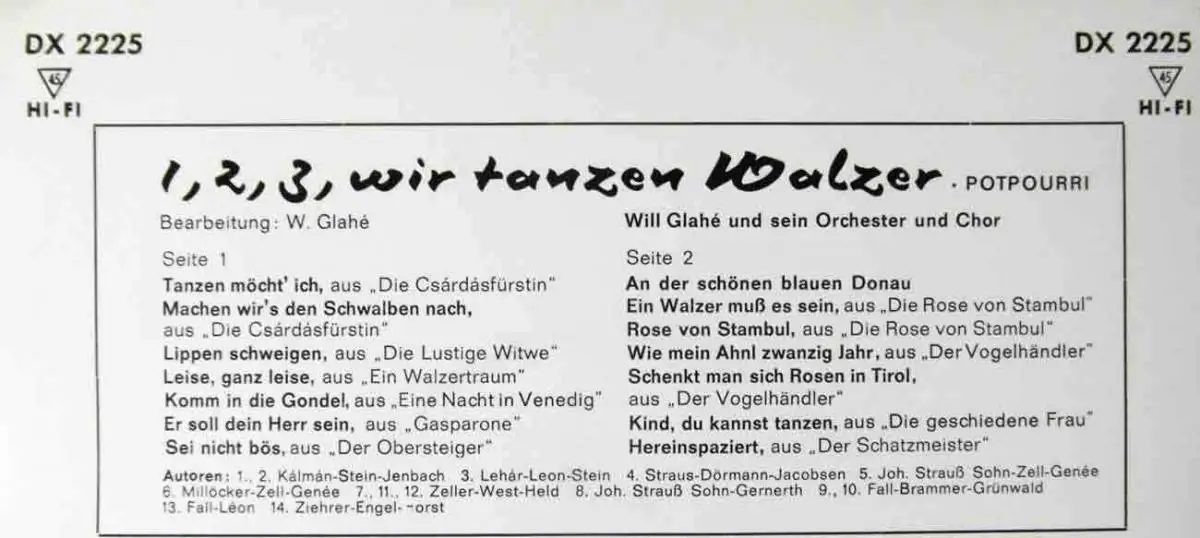 DX 2225
DX 2225
45
HI-FI
45
HI-FI
1, 2, 3, wir tanzen Walzer . POTPOURRI
Bearbeitung: W. Glahé
Will Glahé und sein Orchester und Chor
Seite 1
Tanzen möcht' ich, aus „Die Csárdásfürstin"
Machen wir's den Schwalben nach,
aus „Die Csárdásfürstin"
Lippen schweigen, aus „Die Lustige Witwe"
Leise, ganz leise, aus „Ein Walzertraum"
Komm in die Gondel, aus „Eine Nacht in Venedig"
Er soll dein Herr sein, aus „Gasparone"
Sei nicht bös, aus „Der Obersteiger"
Seite 2
An der schönen blauen Donau
Ein Walzer muß es sein, aus „Die Rose von Stambul"
Rose von Stambul, aus „Die Rose von Stambul"
Wie mein Ahnl zwanzig Jahr, aus „Der Vogelhändler"
Schenkt man sich Rosen in Tirol,
aus „Der Vogelhändler"
Kind, du kannst tanzen, aus „Die geschiedene Frau"
Hereinspaziert, aus „Der Schatzmeister"
Autoren: 1., 2. Kálmán-Stein-Jenbach 3. Lehár-Leon-Stein 4. Straus-Dörmann-Jacobsen 5. Joh. Strauß Sohn-Zell-Genée
6. Millöcker-Zell-Genée 7., 11., 12. Zeller-West-Held 8. Joh. Strauß Sohn-Gernerth 9., 10. Fall-Brammer-Grünwald
13. Fall-Léon 14. Ziehrer-Engel-